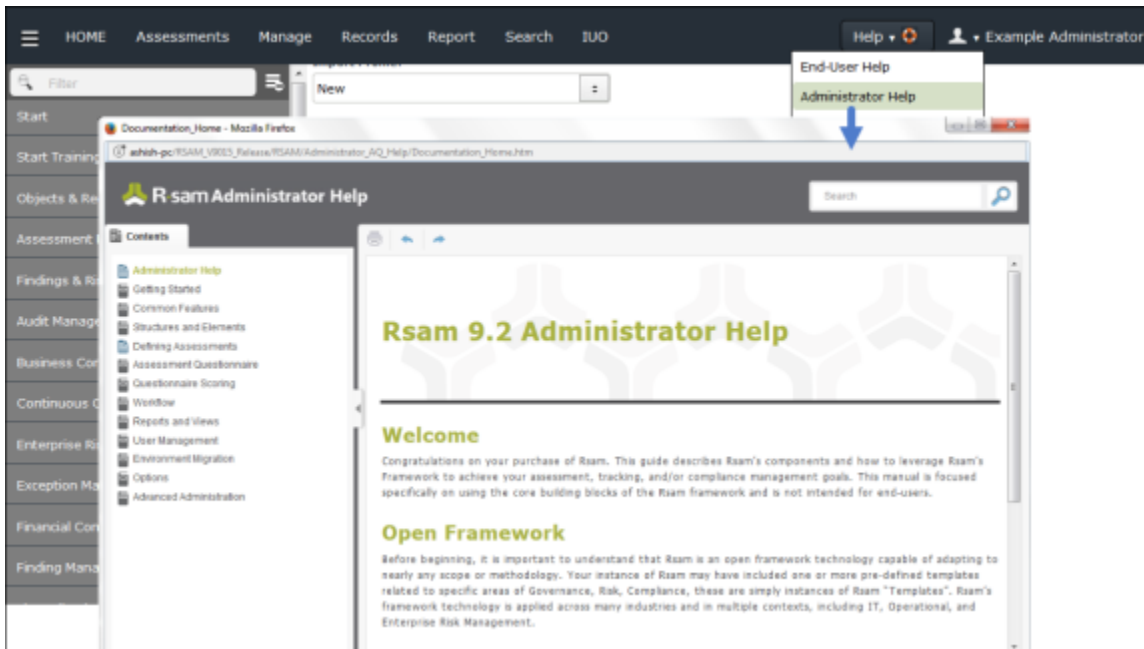 HOME Assessments Manage Records Report Search IUO Help Example Administrator
End-User Help
Administrator Help
Filter
New
Start
Start Training
Objects & Re
Assessment
Findings & Ri
Audit Manage
Business Con
Continuous C
Enterprise Ri
Exception Ma
Financial Con
Finding Mana
Documentation_Home - Mozilla Firefox
ashish-pc/RSAM_V9015_Release/RSAM/Administrator_AQ_Help/Documentation_Home.htm
Rsam Administrator Help
Search
Contents
Administrator Help
Getting Started
Common Features
Structures and Elements
Defining Assessments
Assessment Questionnaire
Questionnaire Scoring
Workflow
Reports and Views
User Management
Environment Migration
Options
Advanced Administration
Rsam 9.2 Administrator Help
Welcome
Congratulations on your purchase of Rsam. This guide describes Rsam's components and how to leverage Rsam's
Framework to achieve your assessment, tracking, and/or compliance management goals. This manual is focused
specifically on using the core building blocks of the Rsam framework and is not intended for end-users.
Open Framework
Before beginning, it is important to understand that Rsam is an open framework technology capable of adapting to
nearly any scope or methodology. Your instance of Rsam may have included one or more pre-defined templates
related to specific areas of Governance, Risk, Compliance, these are simply instances of Rsam "Templates". Rsam's
framework technology is applied across many industries and in multiple contexts, including IT, Operational, and
Enterprise Risk Management.